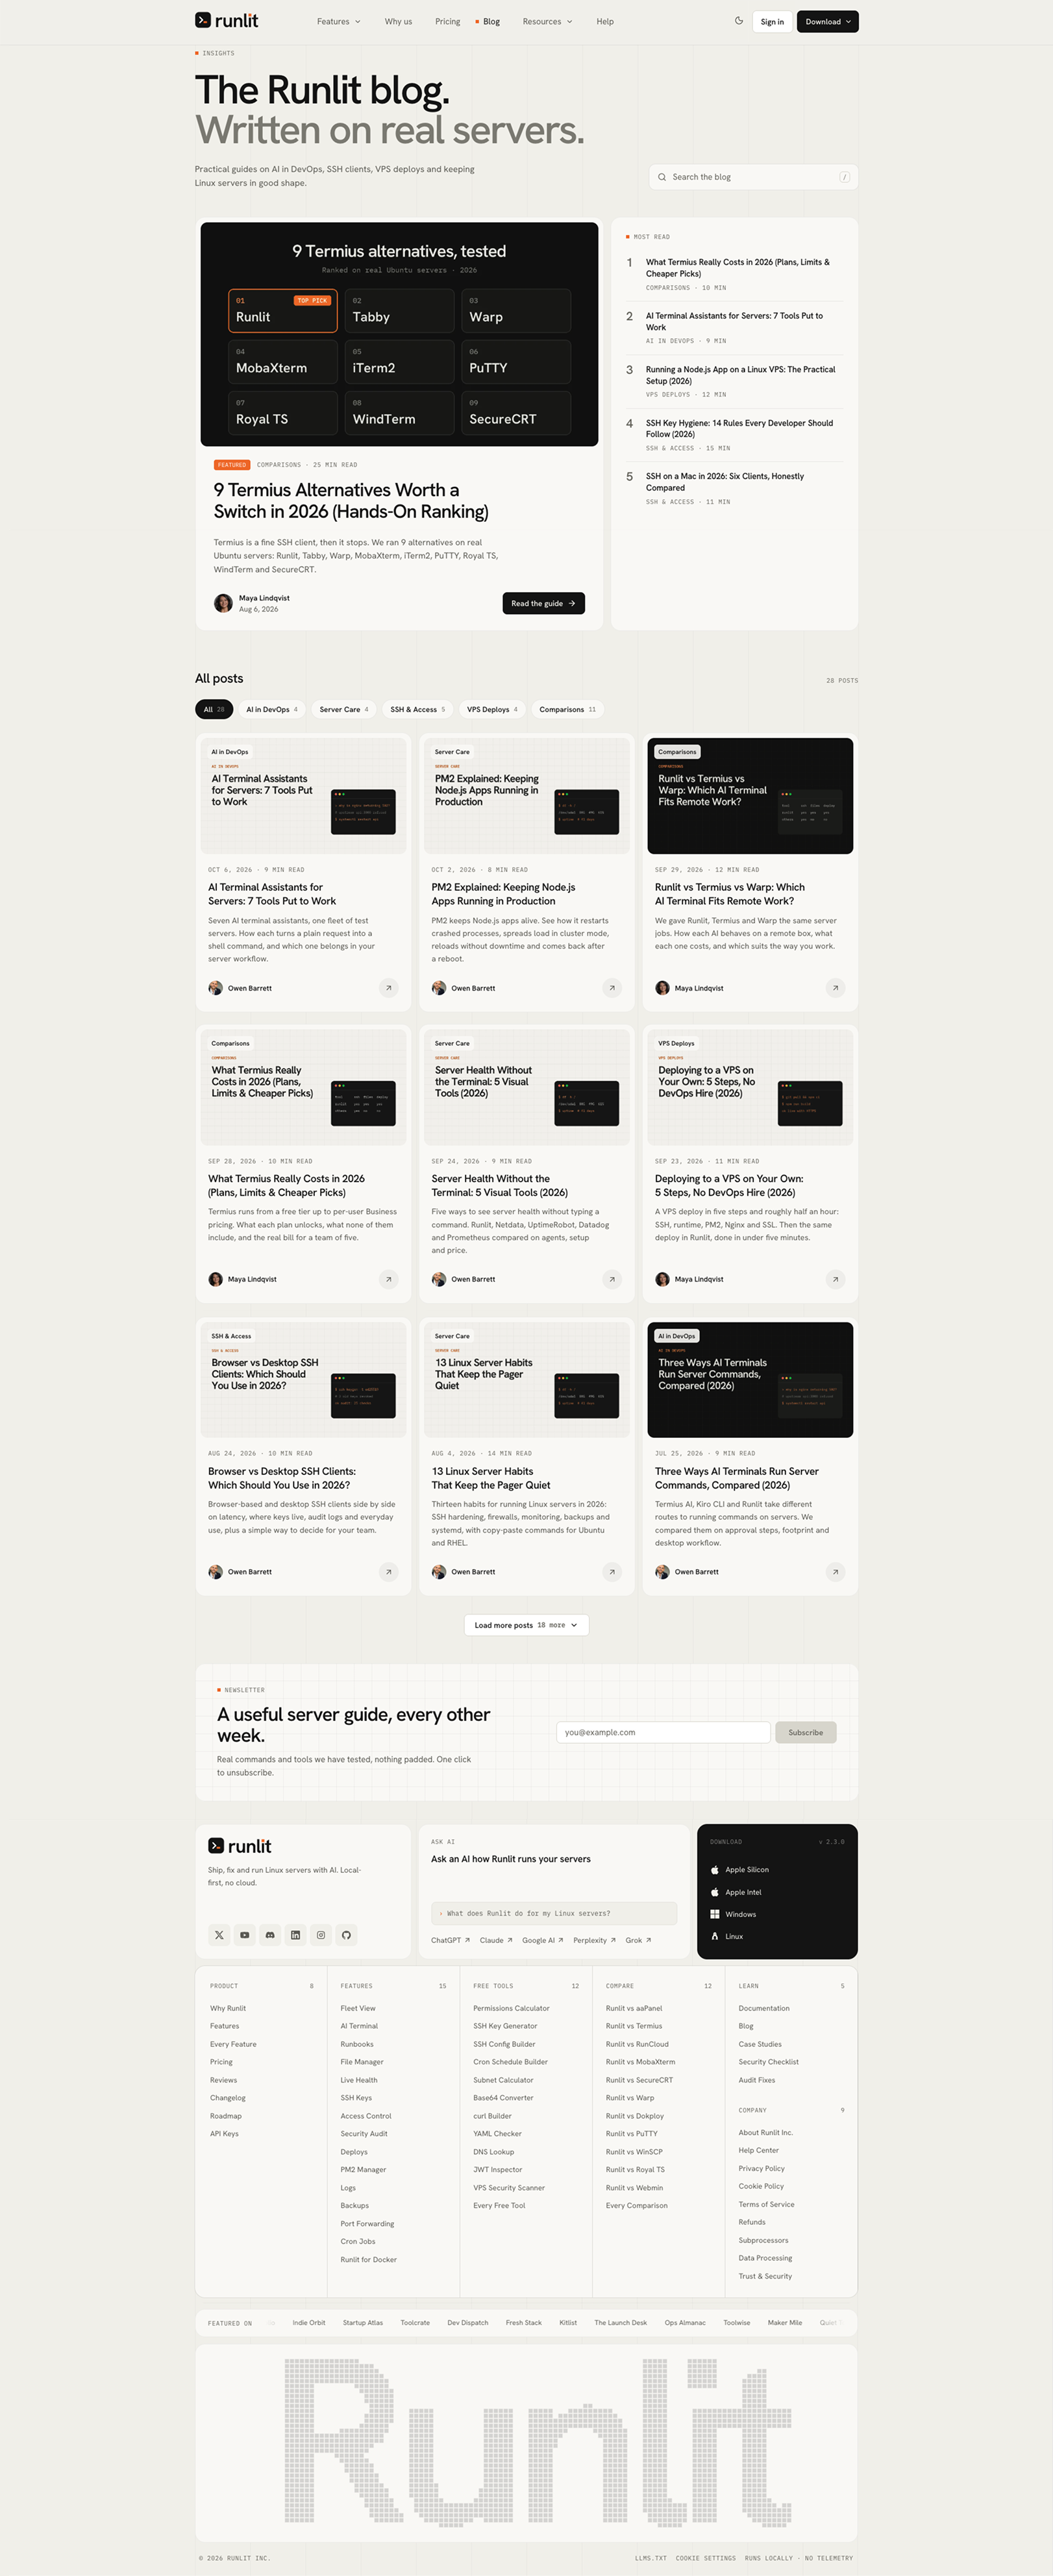 runlit
Features
Why us
Pricing
Blog
Resources
Help
Sign in
Download
INSIGHTS
The Runlit blog.
Written on real servers.
Practical guides on AI in DevOps, SSH clients, VPS deploys and keeping
Linux servers in good shape.
Search the blog
/
9 Termius alternatives, tested
Ranked on real Ubuntu servers · 2026
01
TOP PICK
Runlit
02
Tabby
03
Warp
04
MobaXterm
05
iTerm2
06
PuTTY
07
Royal TS
08
WindTerm
09
SecureCRT
FEATURED
COMPARISONS · 25 MIN READ
9 Termius Alternatives Worth a
Switch in 2026 (Hands-On Ranking)
Termius is a fine SSH client, then it stops. We ran 9 alternatives on real
Ubuntu servers: Runlit, Tabby, Warp, MobaXterm, iTerm2, PuTTY, Royal TS,
WindTerm and SecureCRT.
Maya Lindqvist
Aug 6, 2026
Read the guide
MOST READ
1
What Termius Really Costs in 2026 (Plans, Limits &
Cheaper Picks)
COMPARISONS · 10 MIN
2
AI Terminal Assistants for Servers: 7 Tools Put to
Work
AI IN DEVOPS · 9 MIN
3
Running a Node.js App on a Linux VPS: The Practical
Setup (2026)
VPS DEPLOYS · 12 MIN
4
SSH Key Hygiene: 14 Rules Every Developer Should
Follow (2026)
SSH & ACCESS · 15 MIN
5
SSH on a Mac in 2026: Six Clients, Honestly
Compared
SSH & ACCESS · 11 MIN
All posts
28 POSTS
All 28
AI in DevOps 4
Server Care 4
SSH & Access 5
VPS Deploys 4
Comparisons 11
AI in DevOps
AI IN DEVOPS
AI Terminal Assistants
for Servers: 7 Tools Put
to Work
OCT 6, 2026 · 9 MIN READ
AI Terminal Assistants for
Servers: 7 Tools Put to Work
Seven AI terminal assistants, one fleet of test
servers. How each turns a plain request into a
shell command, and which one belongs in your
server workflow.
Owen Barrett
Server Care
SERVER CARE
PM2 Explained: Keeping
Node.js Apps Running in
Production
OCT 2, 2026 · 8 MIN READ
PM2 Explained: Keeping Node.js
Apps Running in Production
PM2 keeps Node.js apps alive. See how it restarts
crashed processes, spreads load in cluster mode,
reloads without downtime and comes back after
a reboot.
Owen Barrett
Comparisons
COMPARISONS
Runlit vs Termius vs
Warp: Which AI Terminal
Fits Remote Work?
SEP 29, 2026 · 12 MIN READ
Runlit vs Termius vs Warp: Which
AI Terminal Fits Remote Work?
We gave Runlit, Termius and Warp the same server
jobs. How each AI behaves on a remote box, what
each one costs, and which suits the way you work.
Maya Lindqvist
Comparisons
COMPARISONS
What Termius Really
Costs in 2026 (Plans,
Limits & Cheaper Picks)
SEP 28, 2026 · 10 MIN READ
What Termius Really Costs in 2026
(Plans, Limits & Cheaper Picks)
Termius runs from a free tier up to per-user Business
pricing. What each plan unlocks, what none of them
include, and the real bill for a team of five.
Maya Lindqvist
Server Care
SERVER CARE
Server Health Without
the Terminal: 5 Visual
Tools (2026)
SEP 24, 2026 · 9 MIN READ
Server Health Without the
Terminal: 5 Visual Tools (2026)
Five ways to see server health without typing a
command. Runlit, Netdata, UptimeRobot, Datadog
and Prometheus compared on agents, setup
and price.
Owen Barrett
VPS Deploys
VPS DEPLOYS
Deploying to a VPS on
Your Own: 5 Steps, No
DevOps Hire (2026)
SEP 23, 2026 · 11 MIN READ
Deploying to a VPS on Your Own:
5 Steps, No DevOps Hire (2026)
A VPS deploy in five steps and roughly half an hour:
SSH, runtime, PM2, Nginx and SSL. Then the same
deploy in Runlit, done in under five minutes.
Maya Lindqvist
SSH & Access
SSH & ACCESS
Browser vs Desktop SSH
Clients: Which Should
You Use in 2026?
AUG 24, 2026 · 10 MIN READ
Browser vs Desktop SSH Clients:
Which Should You Use in 2026?
Browser-based and desktop SSH clients side by side
on latency, where keys live, audit logs and everyday
use, plus a simple way to decide for your team.
Owen Barrett
Server Care
SERVER CARE
13 Linux Server Habits
That Keep the Pager
Quiet
AUG 4, 2026 · 14 MIN READ
13 Linux Server Habits
That Keep the Pager Quiet
Thirteen habits for running Linux servers in 2026:
SSH hardening, firewalls, monitoring, backups and
systemd, with copy-paste commands for Ubuntu
and RHEL.
Owen Barrett
AI in DevOps
AI IN DEVOPS
Three Ways AI Terminals
Run Server Commands,
Compared (2026)
JUL 25, 2026 · 9 MIN READ
Three Ways AI Terminals Run Server
Commands, Compared (2026)
Termius AI, Kiro CLI and Runlit take different
routes to running commands on servers. We
compared them on approval steps, footprint and
desktop workflow.
Owen Barrett
Load more posts 18 more
NEWSLETTER
A useful server guide, every other
week.
Real commands and tools we have tested, nothing padded. One click
to unsubscribe.
you@example.com
Subscribe
runlit
Ship, fix and run Linux servers with AI. Local-
first, no cloud.
ASK AI
Ask an AI how Runlit runs your servers
› What does Runlit do for my Linux servers?
ChatGPT
Claude
Google AI
Perplexity
Grok
DOWNLOAD
v 2.3.0
Apple Silicon
Apple Intel
Windows
Linux
PRODUCT 8
Why Runlit
Features
Every Feature
Pricing
Reviews
Changelog
Roadmap
API Keys
FEATURES 15
Fleet View
AI Terminal
Runbooks
File Manager
Live Health
SSH Keys
Access Control
Security Audit
Deploys
PM2 Manager
Logs
Backups
Port Forwarding
Cron Jobs
Runlit for Docker
FREE TOOLS 12
Permissions Calculator
SSH Key Generator
SSH Config Builder
Cron Schedule Builder
Subnet Calculator
Base64 Converter
curl Builder
YAML Checker
DNS Lookup
JWT Inspector
VPS Security Scanner
Every Free Tool
COMPARE 12
Runlit vs aaPanel
Runlit vs Termius
Runlit vs RunCloud
Runlit vs MobaXterm
Runlit vs SecureCRT
Runlit vs Warp
Runlit vs Dokploy
Runlit vs PuTTY
Runlit vs WinSCP
Runlit vs Royal TS
Runlit vs Webmin
Every Comparison
LEARN 5
Documentation
Blog
Case Studies
Security Checklist
Audit Fixes
COMPANY 9
About Runlit Inc.
Help Center
Privacy Policy
Cookie Policy
Terms of Service
Refunds
Subprocessors
Data Processing
Trust & Security
FEATURED ON
Indie Orbit
Startup Atlas
Toolcrate
Dev Dispatch
Fresh Stack
Kitlist
The Launch Desk
Ops Almanac
Toolwise
Maker Mile
Runlit
© 2026 RUNLIT INC.
LLMS.TXT
COOKIE SETTINGS
RUNS LOCALLY · NO TELEMETRY